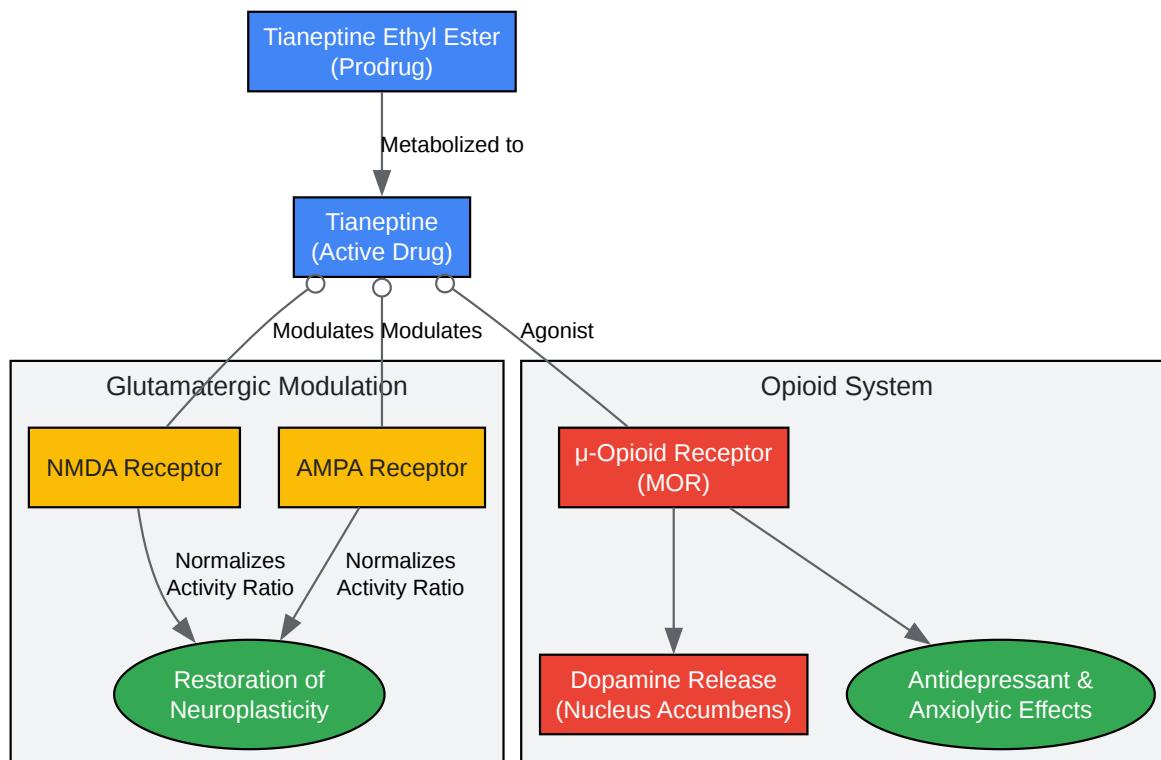 Tianeptine Ethyl Ester
(Prodrug)
Metabolized to
Tianeptine
(Active Drug)
Modulates
Modulates
Agonist
Glutamatergic Modulation
Opioid System
NMDA Receptor
AMPA Receptor
μ-Opioid Receptor
(MOR)
Normalizes
Activity Ratio
Normalizes
Activity Ratio
Restoration of
Neuroplasticity
Dopamine Release
(Nucleus Accumbens)
Antidepressant &
Anxiolytic Effects